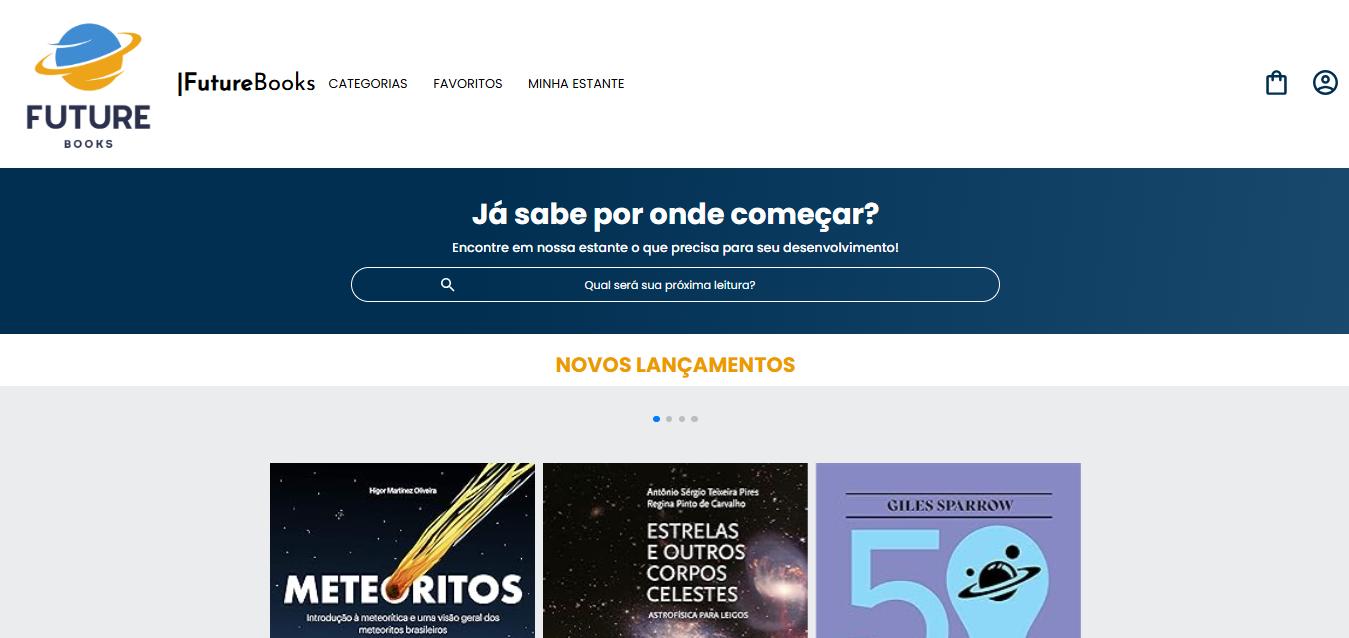 FUTURE
BOOKS
|FutureBooks
CATEGORIAS
FAVORITOS
MINHA ESTANTE
Já sabe por onde começar?
Encontre em nossa estante o que precisa para seu desenvolvimento!
Qual será sua próxima leitura?
NOVOS LANÇAMENTOS
Higor Martinez Oliveira
METEORITOS
Introdução à meteorítica e uma visão geral dos
meteoritos brasileiros
Antônio Sérgio Teixeira Pires
Regina Pinto de Carvalho
ESTRELAS
E OUTROS
CORPOS
CELESTES
ASTROFÍSICA PARA LEIGOS
GILES SPARROW
50